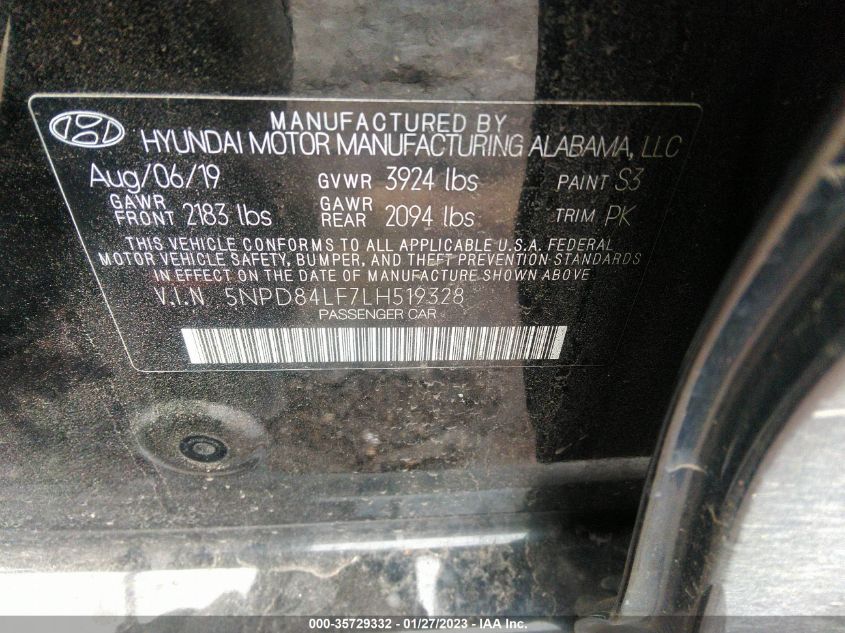 MANUFACTURED BY
HYUNDAI MOTOR MANUFACTURING ALABAMA, LLC
Aug/06/19 GVWR 3924 lbs PAINT S3
GAWR FRONT 2183 lbs GAWR REAR 2094 lbs TRIM PK
THIS VEHICLE CONFORMS TO ALL APPLICABLE U.S.A. FEDERAL
MOTOR VEHICLE SAFETY, BUMPER, AND THEFT PREVENTION STANDARDS
IN EFFECT ON THE DATE OF MANUFACTURE SHOWN ABOVE.
V.I.N 5NPD84LF7LH519328
PASSENGER CAR
000-35729332 - 01/27/2023 - IAA Inc.